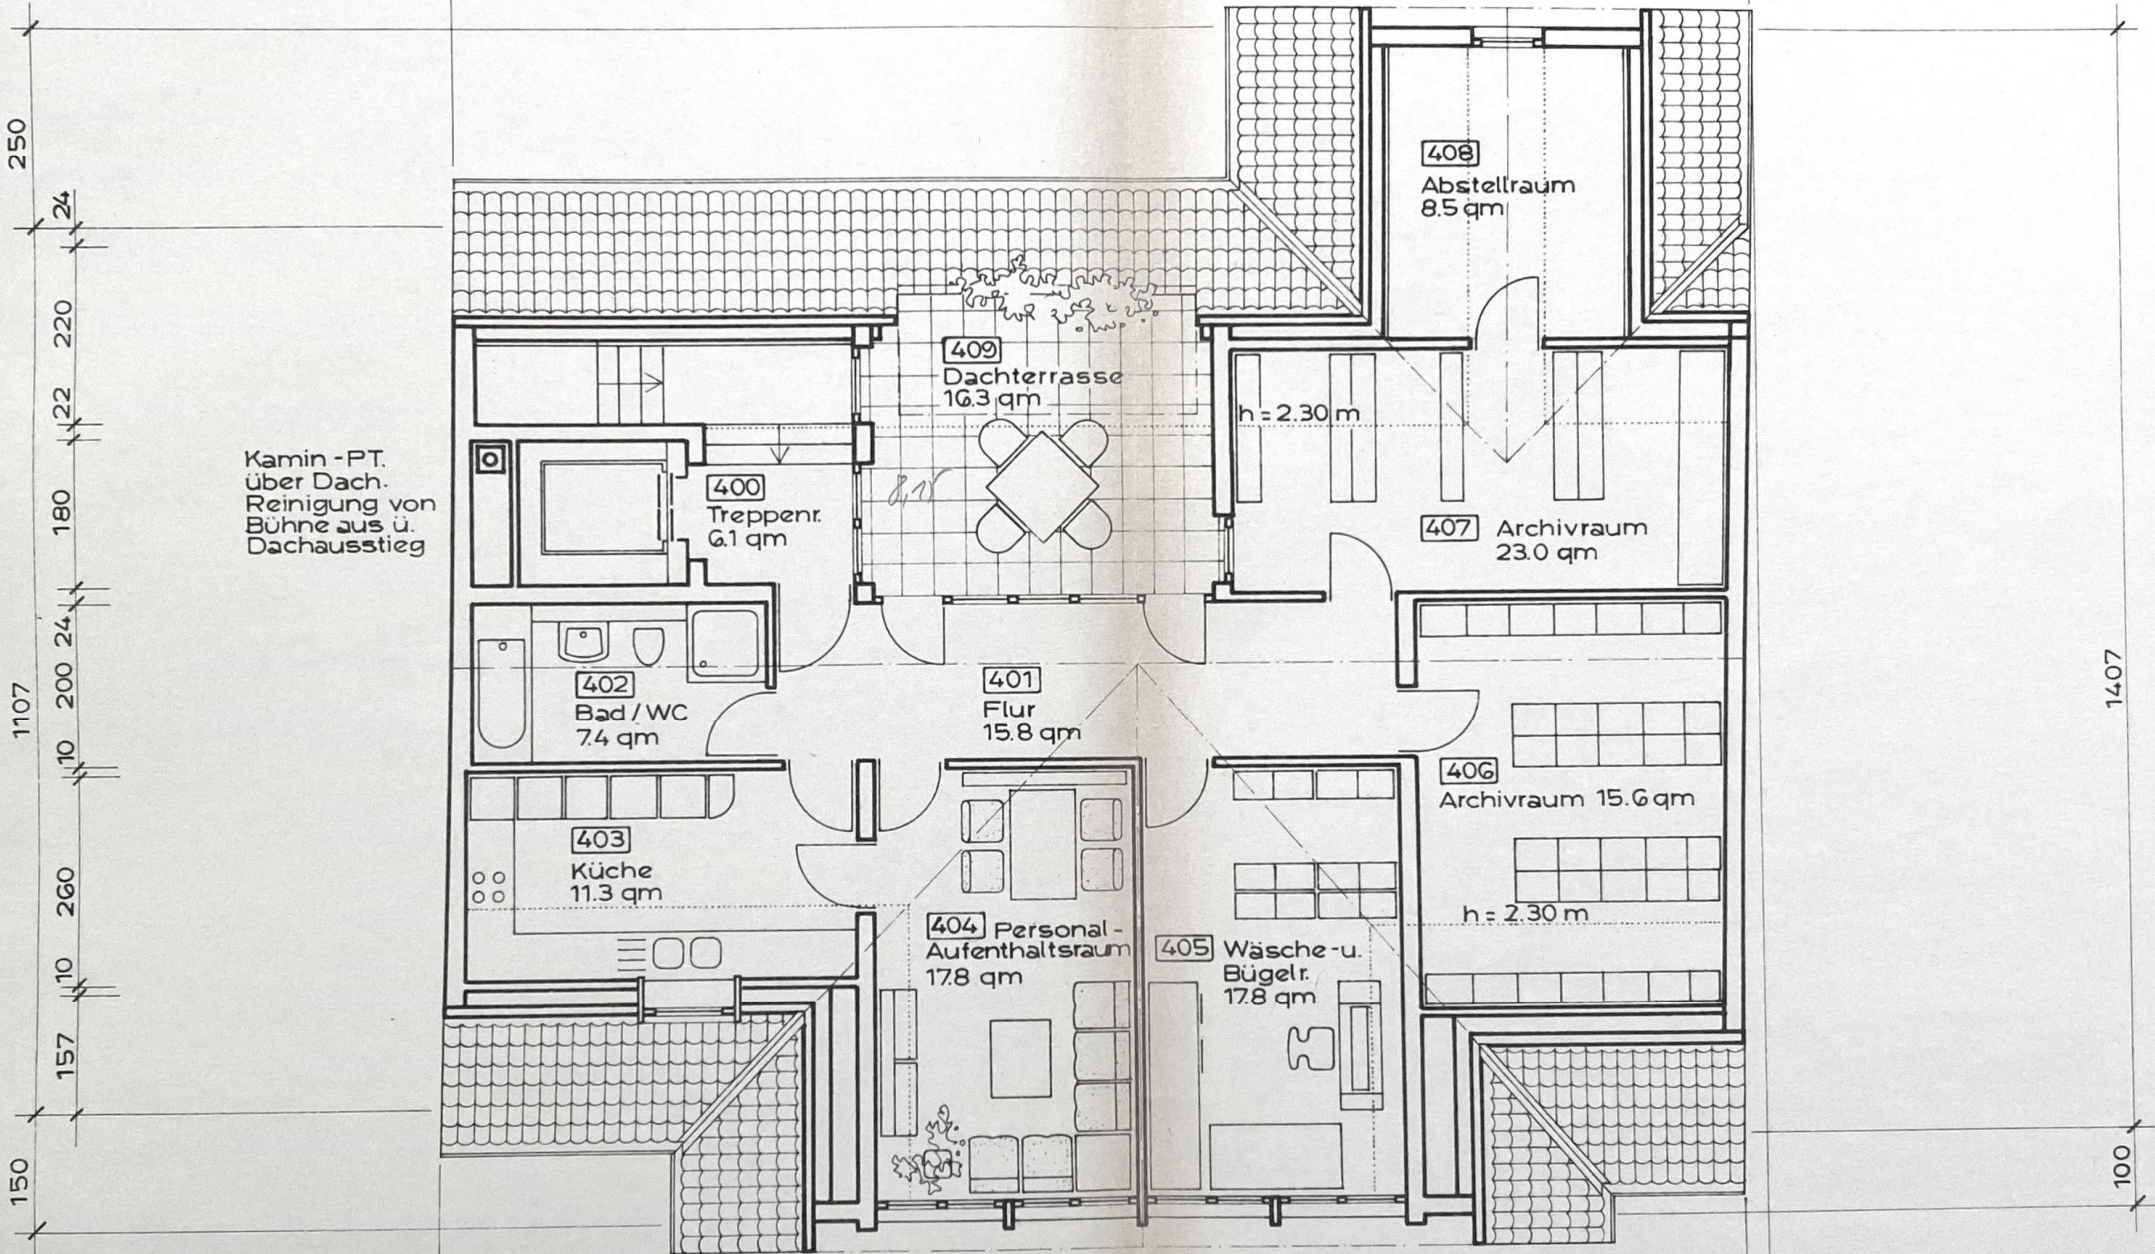 250
24
220
22
180
24
200
10
260
10
157
1107
150
1407
100
Kamin-PT.
über Dach.
Reinigung von
Bühne aus ü.
Dachausstieg
408
Abstellraum
8.5 qm
409
Dachterrasse
16.3 qm
h = 2.30 m
400
Treppenr.
6.1 qm
407 Archivraum
23.0 qm
402
Bad/WC
7.4 qm
401
Flur
15.8 qm
406
Archivraum 15.6 qm
h = 2.30 m
403
Küche
11.3 qm
404 Personal-
Aufenthaltsraum
17.8 qm
405 Wäsche-u.
Bügelr.
17.8 qm